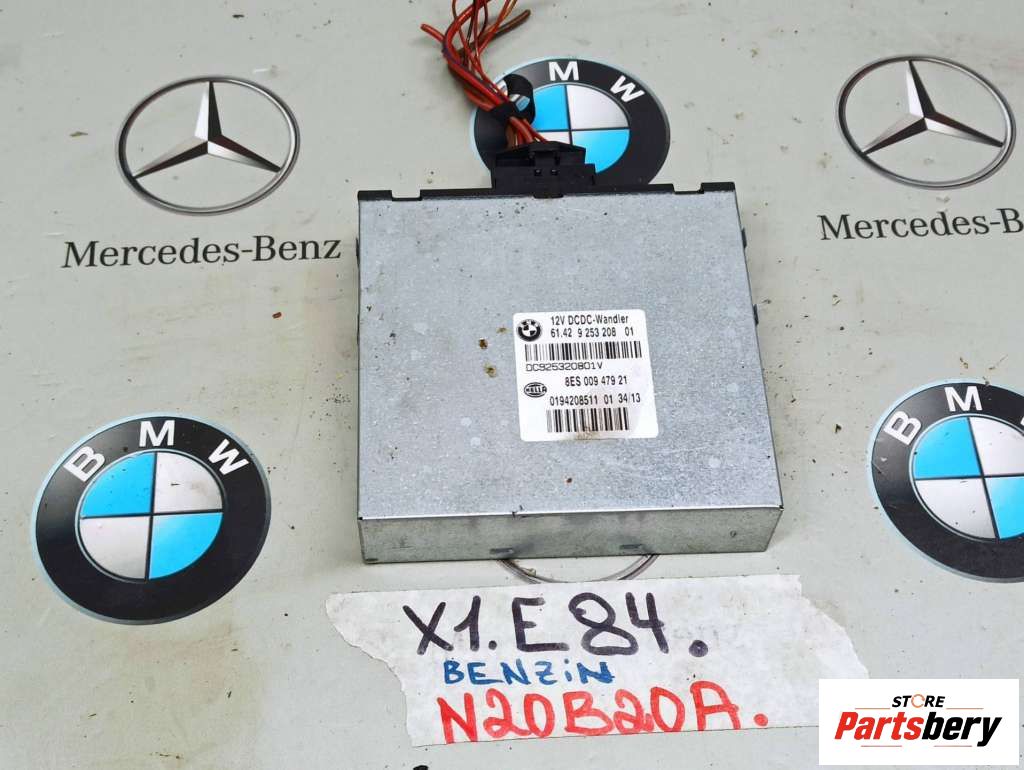 BMW
Mercedes-Benz
Mercedes-B
12V DCDC-Wandler
61.42 9 253 208 01
DC925320801V
8ES 009 479 21
HELLA
0194208511 01 34/13
BMW
BMW
X1.E84.
BENZiN
N20B20A.
STORE
Partsbery